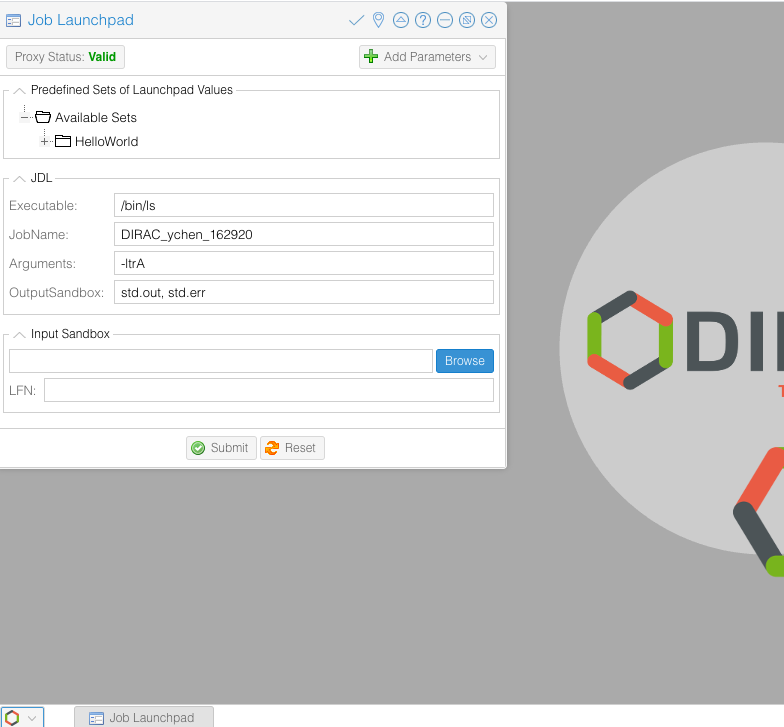 Job Launchpad
Proxy Status: Valid
Add Parameters
Predefined Sets of Launchpad Values
Available Sets
HelloWorld
JDL
Executable: /bin/ls
JobName: DIRAC_ychen_162920
Arguments: -ltrA
OutputSandbox: std.out, std.err
Input Sandbox
Browse
LFN:
Submit Reset
DI
T
Job Launchpad